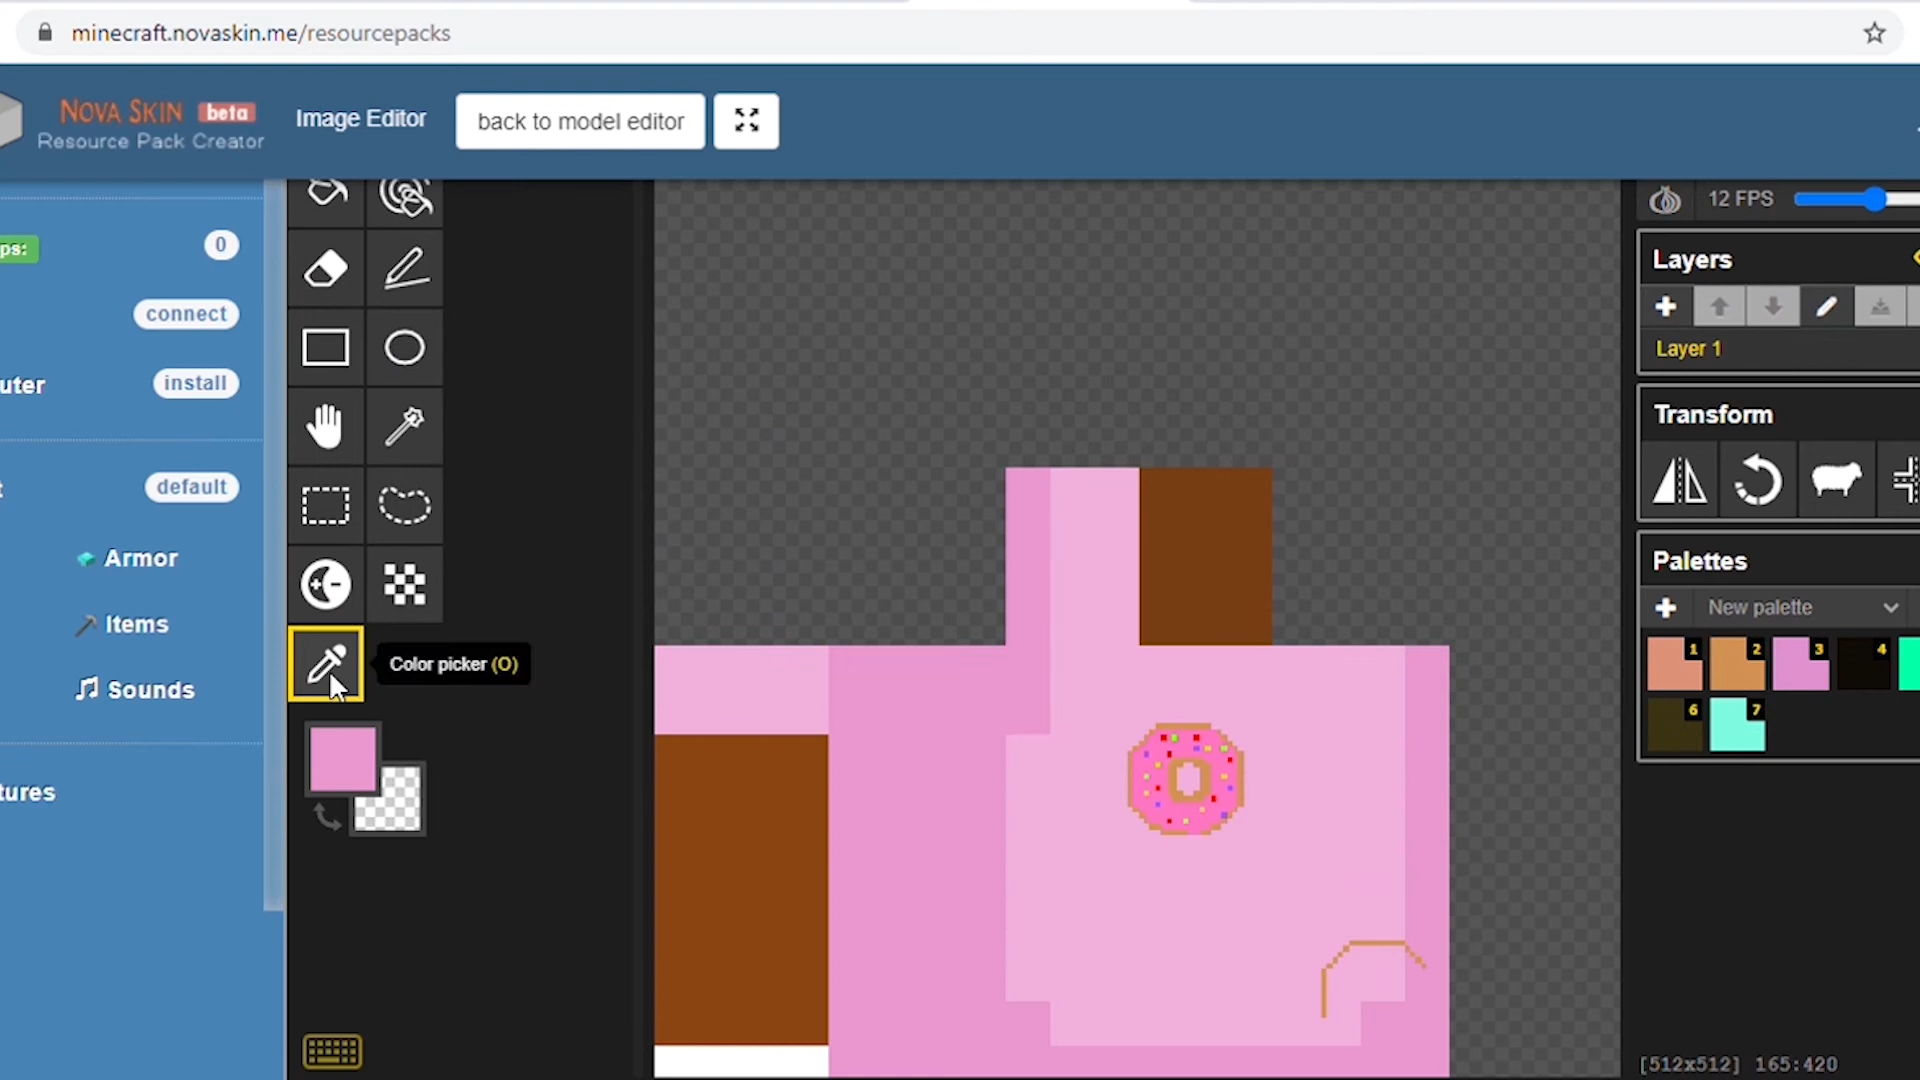 minecraft.novaskin.me/resourcepacks
NOVA SKIN beta
Resource Pack Creator
Image Editor
back to model editor
ps:
0
connect
uter
install
t
default
Armor
Items
Sounds
tures
Color picker (O)
12 FPS
Layers
Layer 1
Transform
Palettes
New palette
1
2
3
4
6
7
[512x512] 165:420